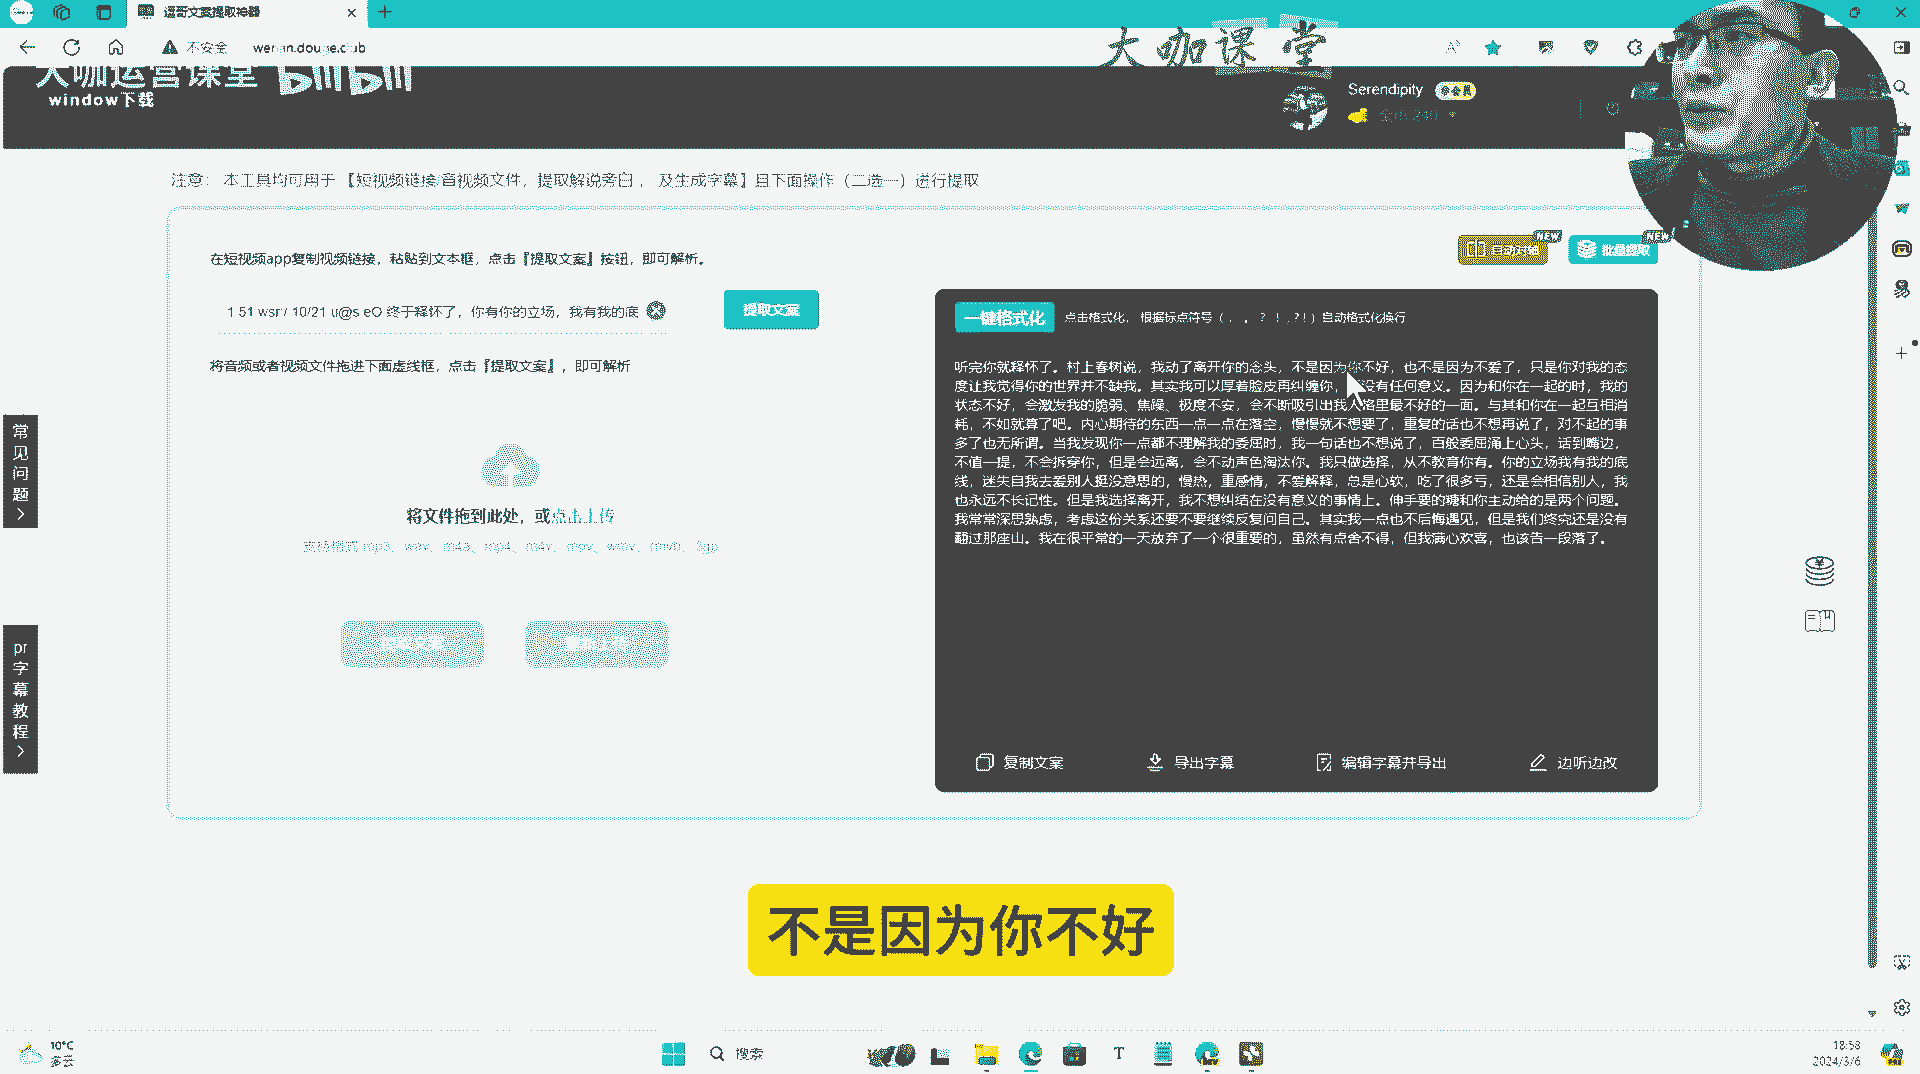 逗哥文案提取神器
不安全
大咖课堂
大咖运营课堂 bilibili
window下载
Serendipity
非会员
注意： 本工具均可用于 【短视频链接/音视频文件，提取解说旁白 ， 及生成字幕】且下面操作（二选一）进行提取
在短视频app复制视频链接，粘贴到文本框，点击『提取文案』按钮，即可解析。
NEW
NEW
批量提取
1.51 wsr / 10/21 u@s.eO 终于释怀了，你有你的立场，我有我的底
提取文案
一键格式化
点击格式化， 根据标点符号（ . 。 ？ ！ , ? ! ）自动格式化换行
将音频或者视频文件拖进下面虚线框，点击『提取文案』，即可解析
听完你就释怀了。村上春树说，我动了离开你的念头，不是因为你不好，也不是因为不爱了，只是你对我的态
度让我觉得你的世界并不缺我。其实我可以厚着脸皮再纠缠你，没有任何意义。因为和你在一起的时，我的
状态不好，会激发我的脆弱、焦躁、极度不安，会不断吸引出我人格里最不好的一面。与其和你在一起互相消
耗，不如就算了吧。内心期待的东西一点一点在落空，慢慢就不想要了，重复的话也不想再说了，对不起的事
多了也无所谓。当我发现你一点都不理解我的委屈时，我一句话也不想说了，百般委屈涌上心头，话到嘴边，
不值一提，不会拆穿你，但是会远离，会不动声色淘汰你。我只做选择，从不教育你有。你的立场我有我的底
线，迷失自我去爱别人挺没意思的，慢热，重感情，不爱解释，总是心软，吃了很多亏，还是会相信别人，我
也永远不长记性。但是我选择离开，我不想纠结在没有意义的事情上。伸手要的糖和你主动给的是两个问题。
我常常深思熟虑，考虑这份关系还要不要继续反复问自己。其实我一点也不后悔遇见，但是我们终究还是没有
翻过那座山。我在很平常的一天放弃了一个很重要的，虽然有点舍不得，但我满心欢喜，也该告一段落了。
常见问题
将文件拖到此处，或点击上传
pr字幕教程
复制文案
导出字幕
编辑字幕并导出
边听边改
不是因为你不好
10°C
多云
搜索
18:58
2024/3/6